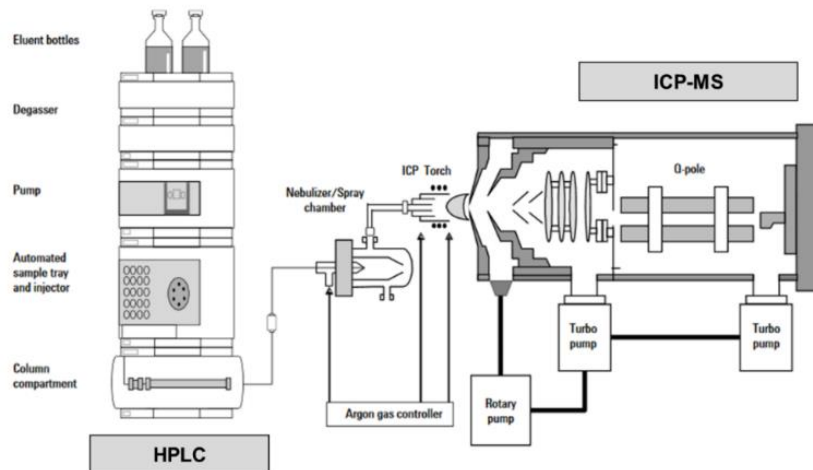 Eluent bottles
Degasser
Pump
Automated
sample tray
and injector
Column
compartment
HPLC
Nebulizer/Spray
chamber
ICP Torch
Argon gas controller
ICP-MS
Q-pole
Turbo
pump
Turbo
pump
Rotary
pump